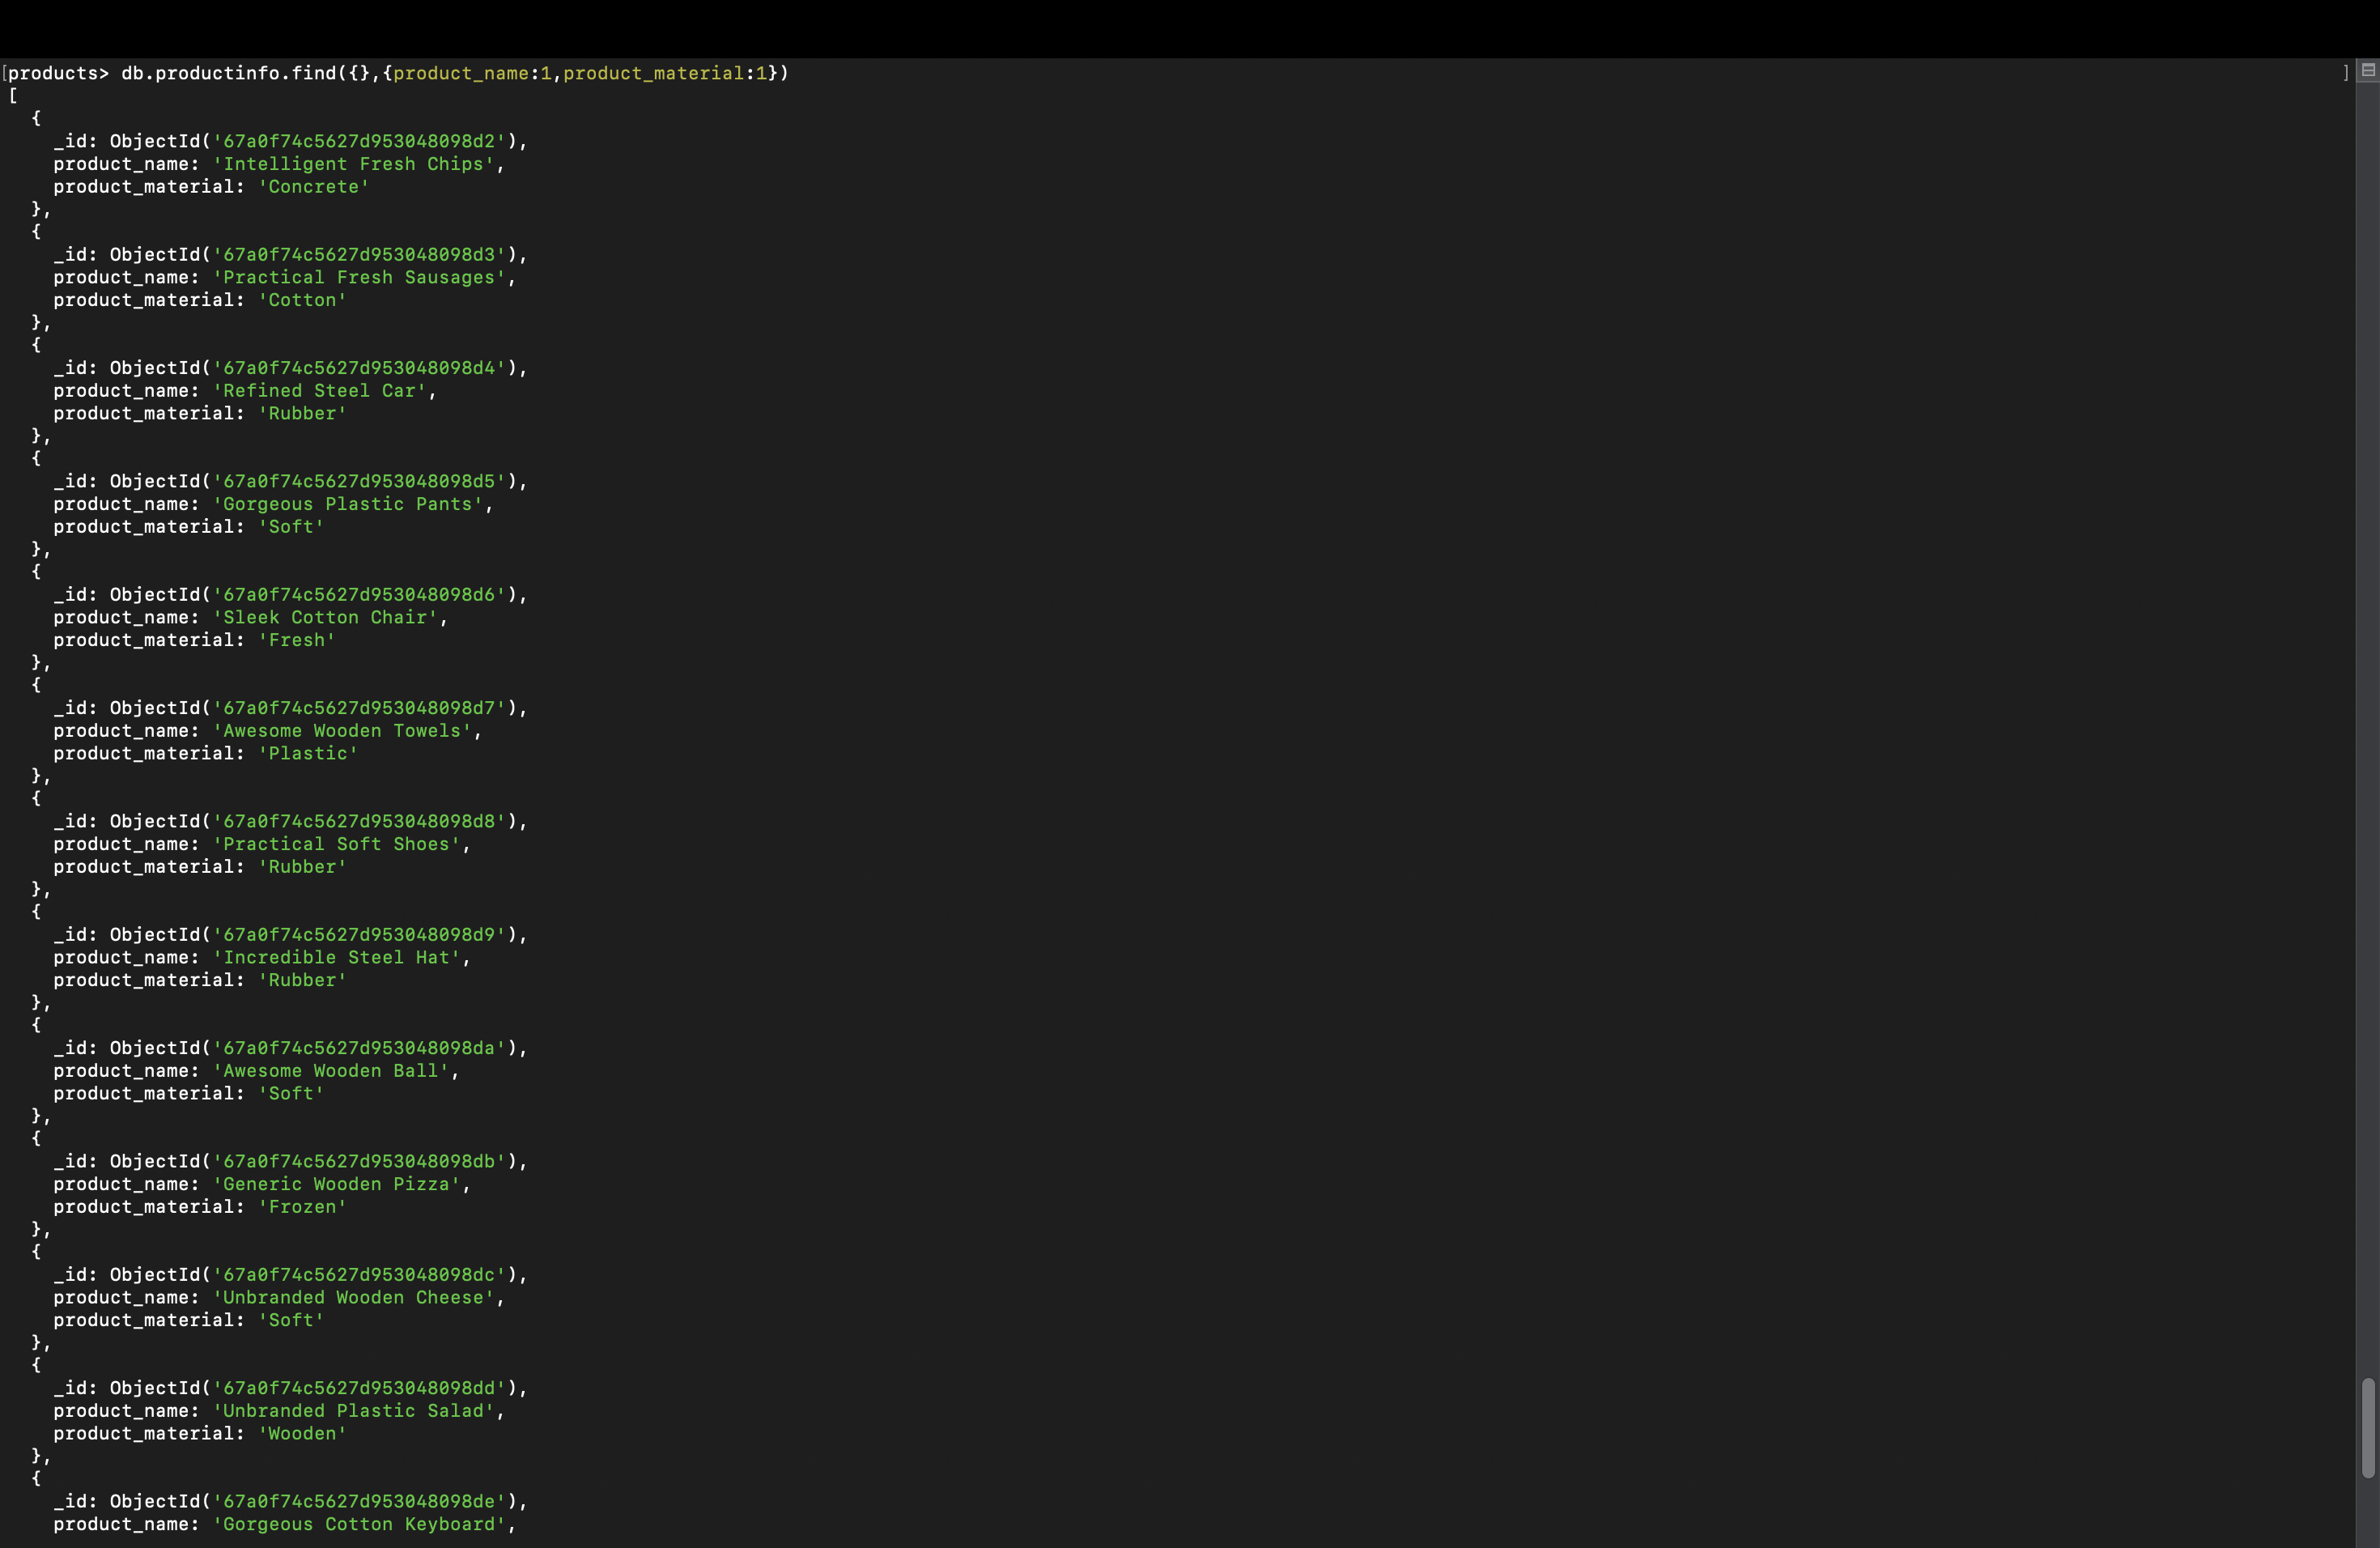 [products> db.productinfo.find({},{product_name:1,product_material:1}) ]
[
  {
    _id: ObjectId('67a0f74c5627d953048098d2'),
    product_name: 'Intelligent Fresh Chips',
    product_material: 'Concrete'
  },
  {
    _id: ObjectId('67a0f74c5627d953048098d3'),
    product_name: 'Practical Fresh Sausages',
    product_material: 'Cotton'
  },
  {
    _id: ObjectId('67a0f74c5627d953048098d4'),
    product_name: 'Refined Steel Car',
    product_material: 'Rubber'
  },
  {
    _id: ObjectId('67a0f74c5627d953048098d5'),
    product_name: 'Gorgeous Plastic Pants',
    product_material: 'Soft'
  },
  {
    _id: ObjectId('67a0f74c5627d953048098d6'),
    product_name: 'Sleek Cotton Chair',
    product_material: 'Fresh'
  },
  {
    _id: ObjectId('67a0f74c5627d953048098d7'),
    product_name: 'Awesome Wooden Towels',
    product_material: 'Plastic'
  },
  {
    _id: ObjectId('67a0f74c5627d953048098d8'),
    product_name: 'Practical Soft Shoes',
    product_material: 'Rubber'
  },
  {
    _id: ObjectId('67a0f74c5627d953048098d9'),
    product_name: 'Incredible Steel Hat',
    product_material: 'Rubber'
  },
  {
    _id: ObjectId('67a0f74c5627d953048098da'),
    product_name: 'Awesome Wooden Ball',
    product_material: 'Soft'
  },
  {
    _id: ObjectId('67a0f74c5627d953048098db'),
    product_name: 'Generic Wooden Pizza',
    product_material: 'Frozen'
  },
  {
    _id: ObjectId('67a0f74c5627d953048098dc'),
    product_name: 'Unbranded Wooden Cheese',
    product_material: 'Soft'
  },
  {
    _id: ObjectId('67a0f74c5627d953048098dd'),
    product_name: 'Unbranded Plastic Salad',
    product_material: 'Wooden'
  },
  {
    _id: ObjectId('67a0f74c5627d953048098de'),
    product_name: 'Gorgeous Cotton Keyboard',